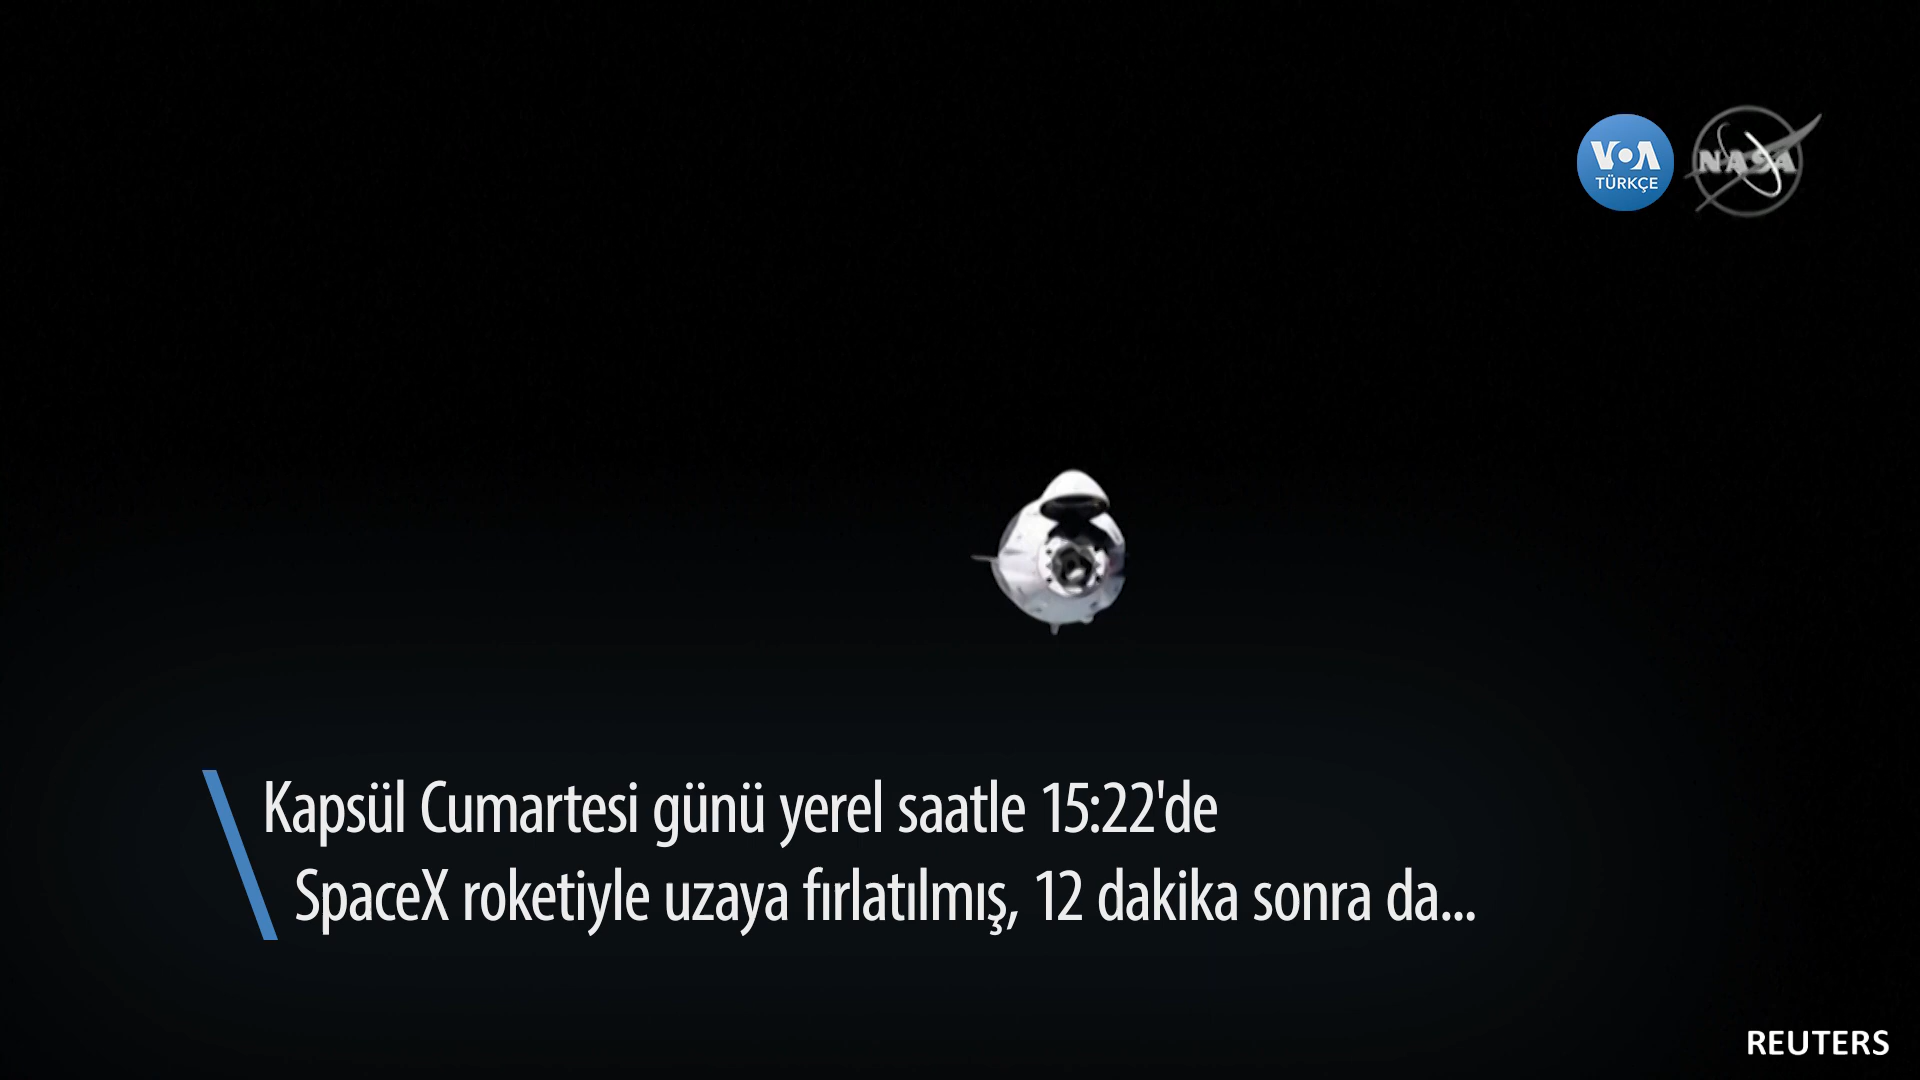 VOA
TÜRKÇE
NASA
Kapsül Cumartesi günü yerel saatle 15:22'de
SpaceX roketiyle uzaya fırlatılmış, 12 dakika sonra da...
REUTERS